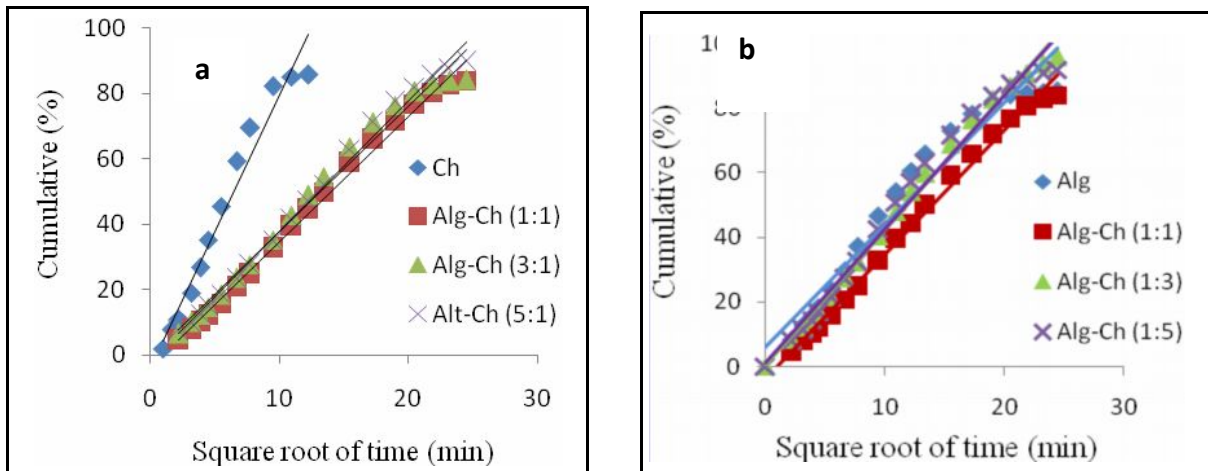 a
100
80
60
40
20
0
Cumulative (%)
0 10 20 30
Square root of time (min)
Ch
Alg-Ch (1:1)
Alg-Ch (3:1)
Alt-Ch (5:1)
b
10
80
60
40
20
0
Cumulative (%)
0 10 20 30
Square root of time (min)
Alg
Alg-Ch (1:1)
Alg-Ch (1:3)
Alg-Ch (1:5)